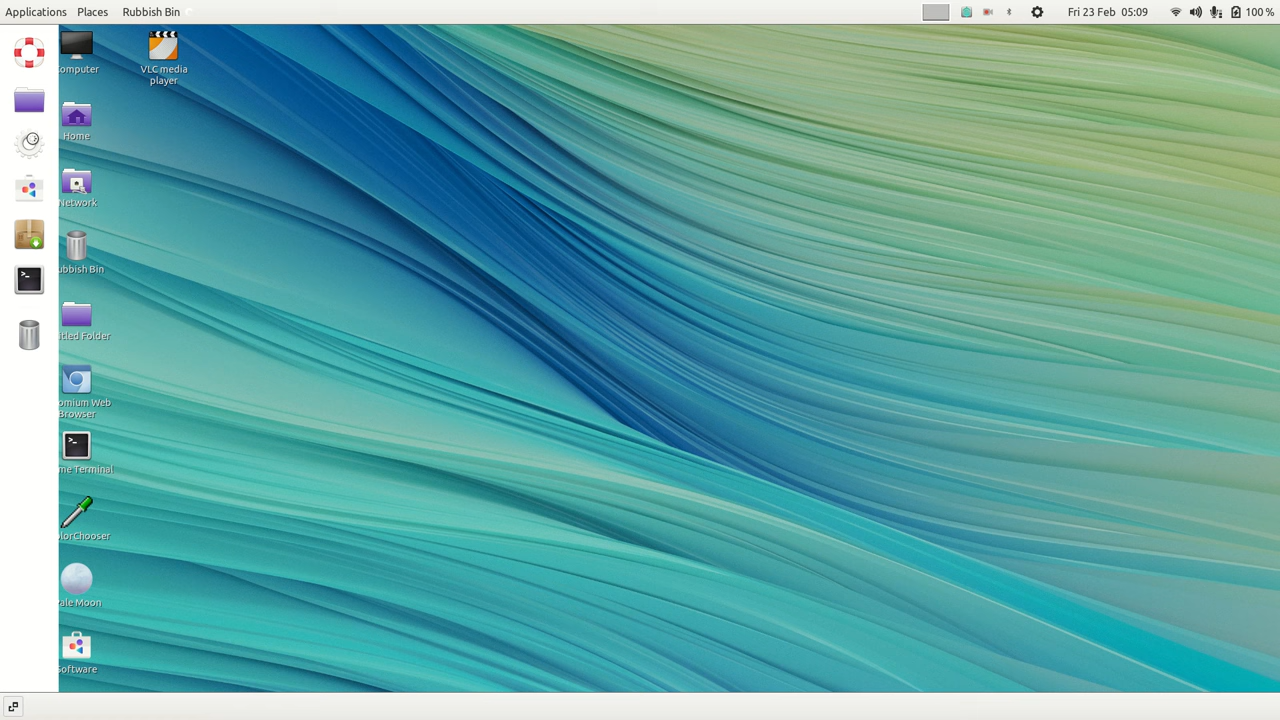 Applications Places Rubbish Bin
Fri 23 Feb 05:09
100 %
omputer
VLC media
player
Home
Network
ubbish Bin
itled Folder
omium Web
Browser
me Terminal
olorChooser
ale Moon
Software